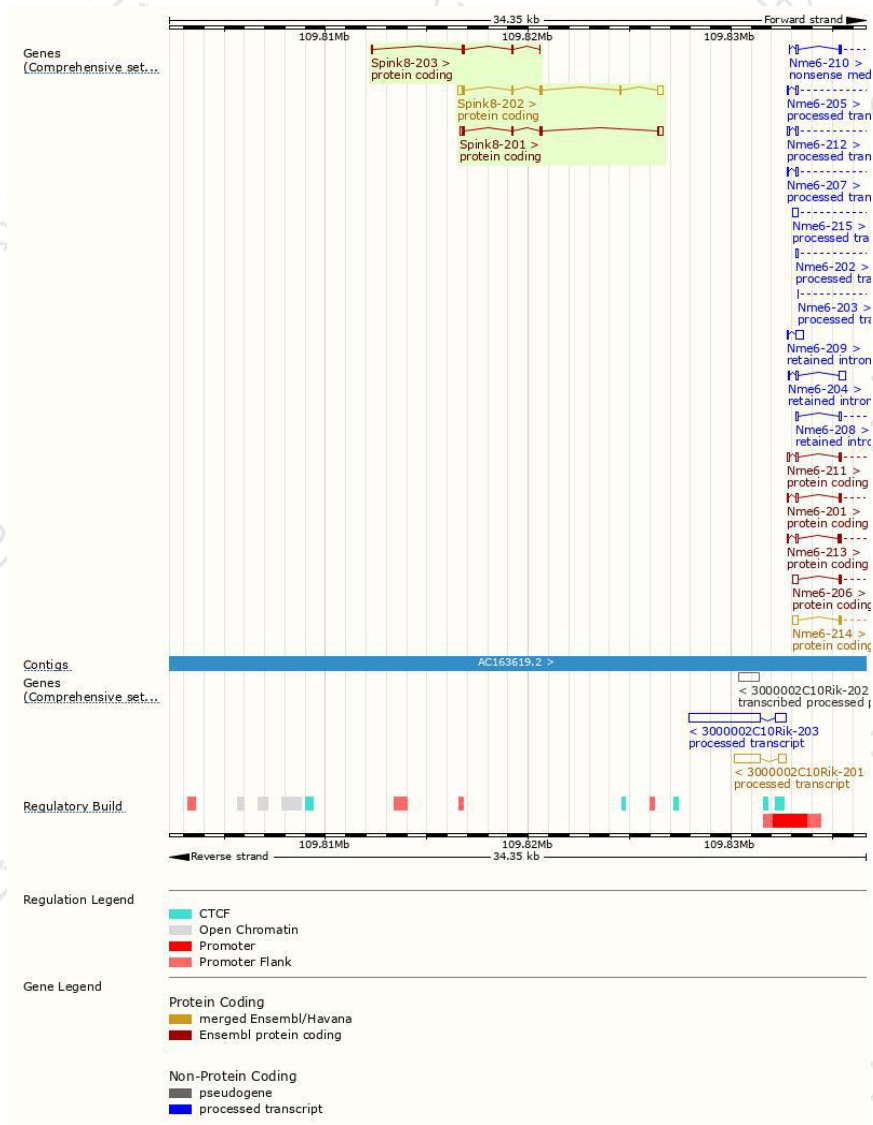 34.35 kb
Forward strand
109.81Mb
109.82Mb
109.83Mb
Genes
(Comprehensive set...
Spink8-203 >
protein coding
Spink8-202 >
protein coding
Spink8-201 >
protein coding
Nme6-210 >
nonsense med
Nme6-205 >
processed tran
Nme6-212 >
processed tran
Nme6-207 >
processed tran
Nme6-215 >
processed tra
Nme6-202 >
processed tra
Nme6-203 >
processed tra
Nme6-209 >
retained intron
Nme6-204 >
retained intron
Nme6-208 >
retained intro
Nme6-211 >
protein coding
Nme6-201 >
protein coding
Nme6-213 >
protein coding
Nme6-206 >
protein coding
Nme6-214 >
protein coding
Contigs
AC163619.2 >
Genes
(Comprehensive set...
< 3000002C10Rik-202
transcribed processed p
< 3000002C10Rik-203
processed transcript
< 3000002C10Rik-201
processed transcript
Regulatory Build
109.81Mb
109.82Mb
109.83Mb
Reverse strand
34.35 kb
Regulation Legend
CTCF
Open Chromatin
Promoter
Promoter Flank
Gene Legend
Protein Coding
merged Ensembl/Havana
Ensembl protein coding
Non-Protein Coding
pseudogene
processed transcript